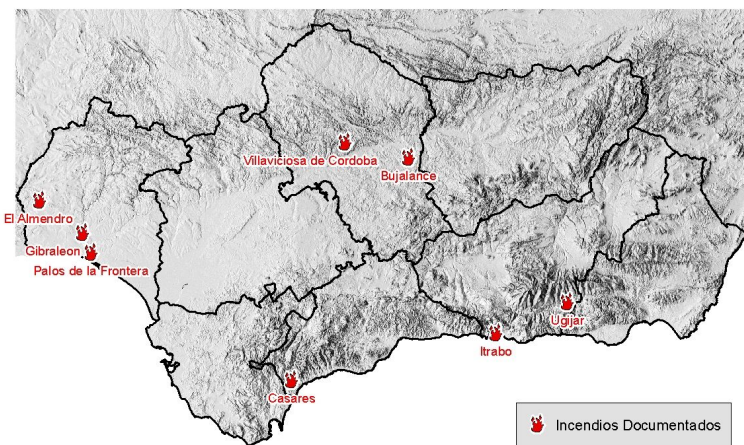 Villaviciosa de Cordoba
Bujalance
El Almendro
Gibraleon
Palos de la Frontera
Ugijar
Itrabo
Casares
Incendios Documentados